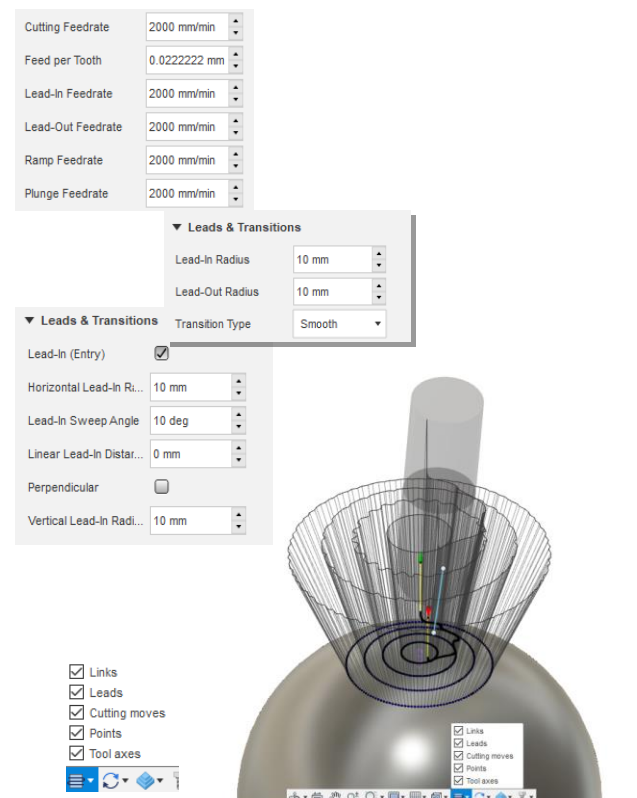 Cutting Feedrate 2000 mm/min
Feed per Tooth 0.0222222 mm
Lead-In Feedrate 2000 mm/min
Lead-Out Feedrate 2000 mm/min
Ramp Feedrate 2000 mm/min
Plunge Feedrate 2000 mm/min
Leads & Transitions
Lead-In Radius 10 mm
Lead-Out Radius 10 mm
Transition Type Smooth
Leads & Transitions
Lead-In (Entry)
Horizontal Lead-In Ra... 10 mm
Lead-In Sweep Angle 10 deg
Linear Lead-In Distan... 0 mm
Perpendicular
Vertical Lead-In Radi... 10 mm
Links
Leads
Cutting moves
Points
Tool axes
Links
Leads
Cutting moves
Points
Tool axes